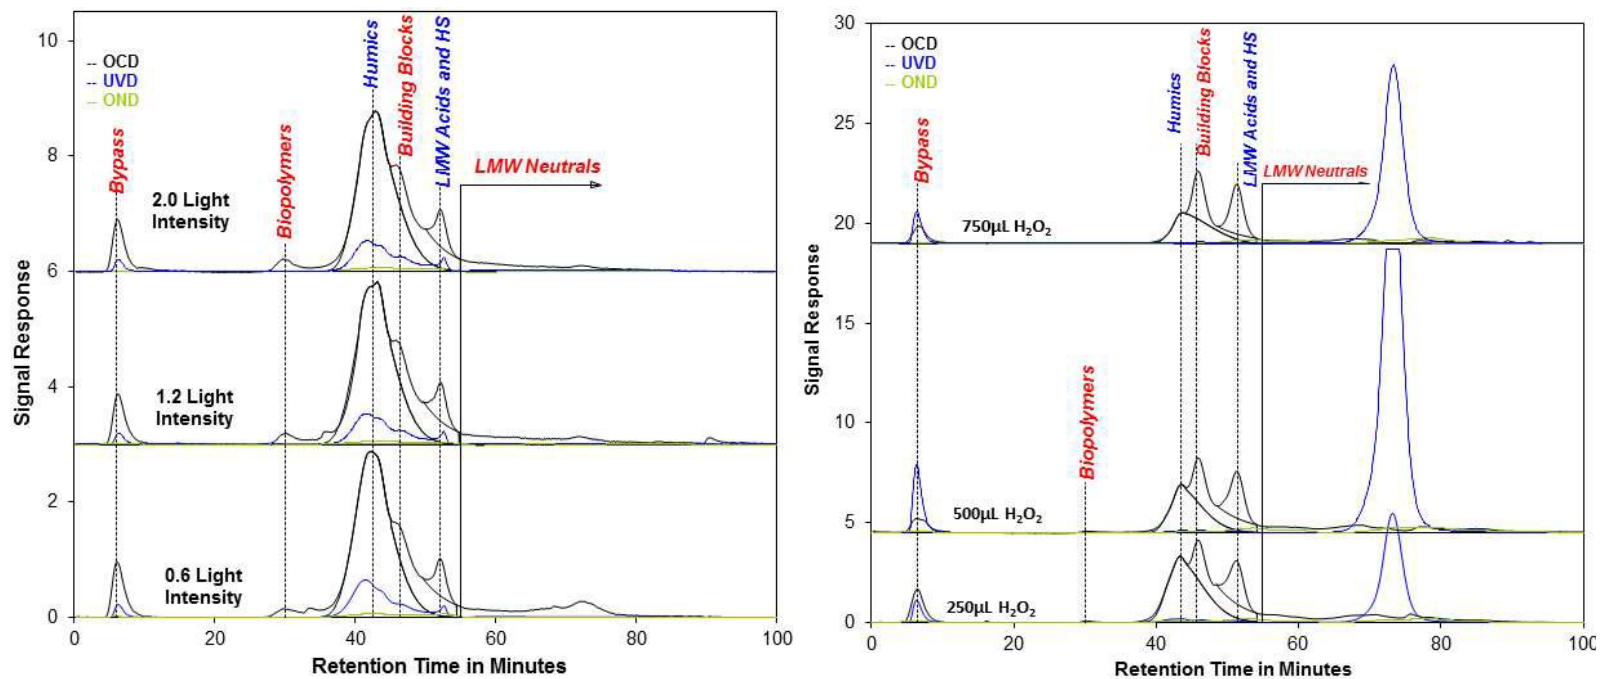 10
8
6
4
2
0
Signal Response
-- OCD
-- UVD
-- OND
Bypass
Biopolymers
Humics
Building Blocks
LMW Acids and HS
LMW Neutrals
2.0 Light
Intensity
1.2 Light
Intensity
0.6 Light
Intensity
0 20 40 60 80 100
Retention Time in Minutes
30
25
20
15
10
5
0
Signal Response
-- OCD
-- UVD
-- OND
Bypass
Biopolymers
Humics
Building Blocks
LMW Acids and HS
LMW Neutrals
750µL H₂O₂
500µL H₂O₂
250µL H₂O₂
0 20 40 60 80 100
Retention Time in Minutes